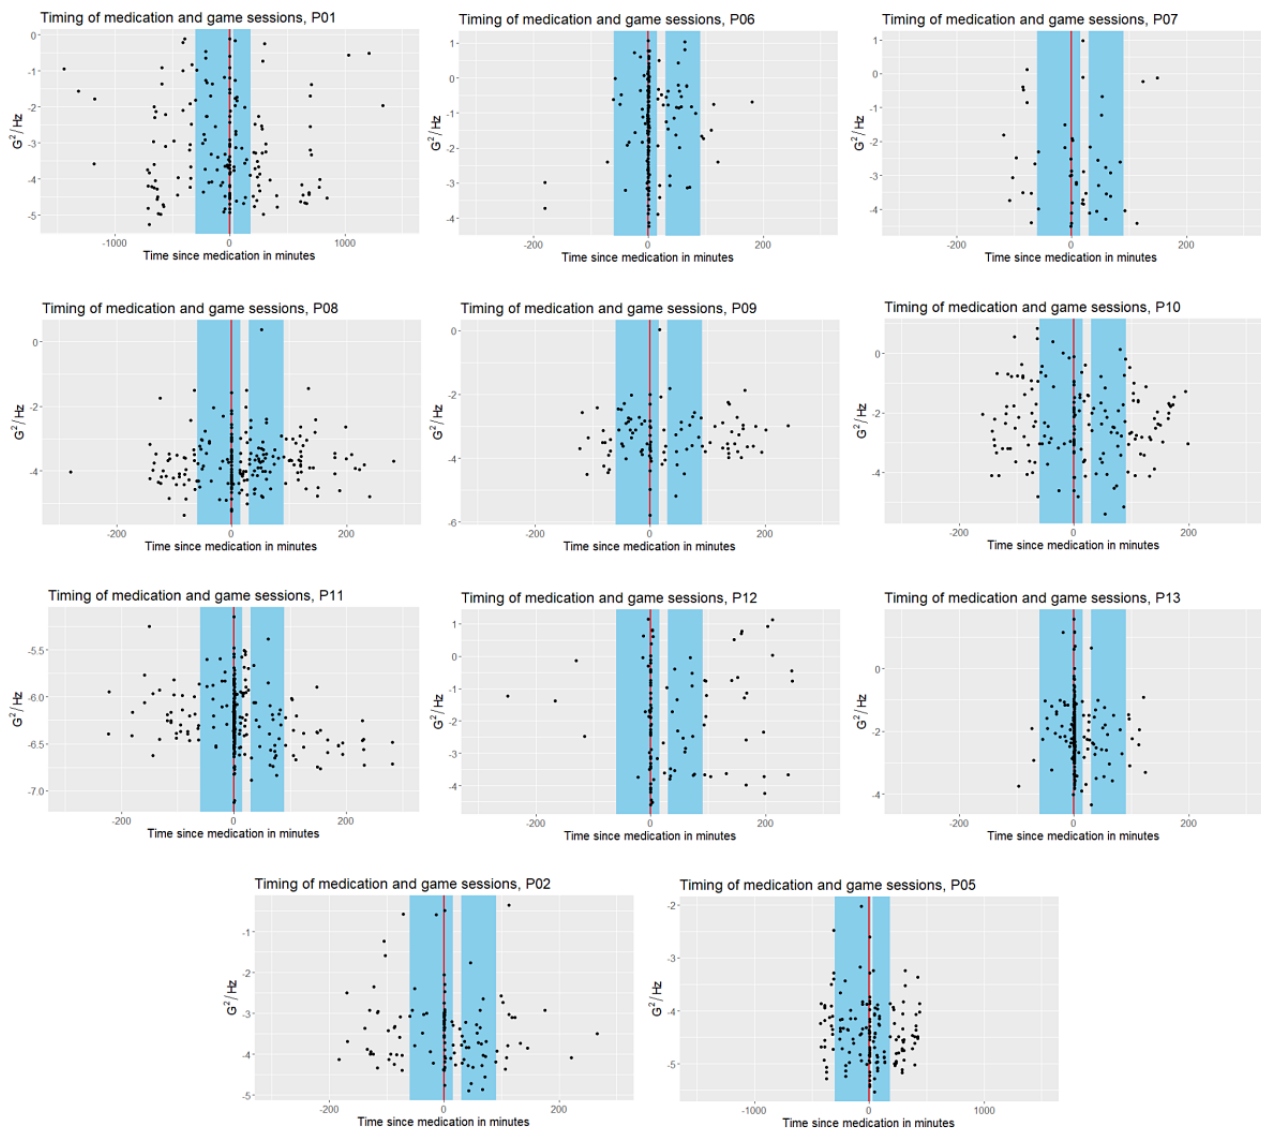 Timing of medication and game sessions, P01
0
-1
-2
-3
-4
-5
G²/Hz
-1000 0 1000
Time since medication in minutes
Timing of medication and game sessions, P06
1
0
-1
-2
-3
-4
G²/Hz
-200 0 200
Time since medication in minutes
Timing of medication and game sessions, P07
1
0
-1
-2
-3
-4
G²/Hz
-200 0 200
Time since medication in minutes
Timing of medication and game sessions, P08
0
-2
-4
G²/Hz
-200 0 200
Time since medication in minutes
Timing of medication and game sessions, P09
0
-2
-4
-6
G²/Hz
-200 0 200
Time since medication in minutes
Timing of medication and game sessions, P10
0
-2
-4
G²/Hz
-200 0 200
Time since medication in minutes
Timing of medication and game sessions, P11
-5.5
-6.0
-6.5
-7.0
G²/Hz
-200 0 200
Time since medication in minutes
Timing of medication and game sessions, P12
1
0
-1
-2
-3
-4
G²/Hz
-200 0 200
Time since medication in minutes
Timing of medication and game sessions, P13
0
-2
-4
G²/Hz
-200 0 200
Time since medication in minutes
Timing of medication and game sessions, P02
-1
-2
-3
-4
-5
G²/Hz
-200 0 200
Time since medication in minutes
Timing of medication and game sessions, P05
-2
-3
-4
-5
G²/Hz
-1000 0 1000
Time since medication in minutes